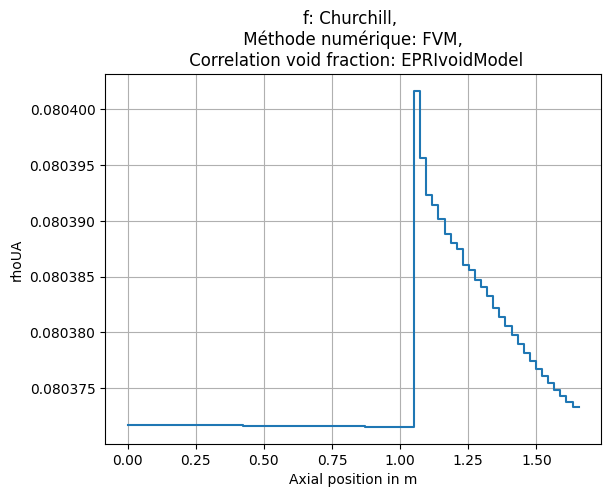 f: Churchill,
Méthode numérique: FVM,
Correlation void fraction: EPRIvoidModel
0.080400
0.080395
0.080390
0.080385
0.080380
0.080375
rhoUA
0.00 0.25 0.50 0.75 1.00 1.25 1.50
Axial position in m